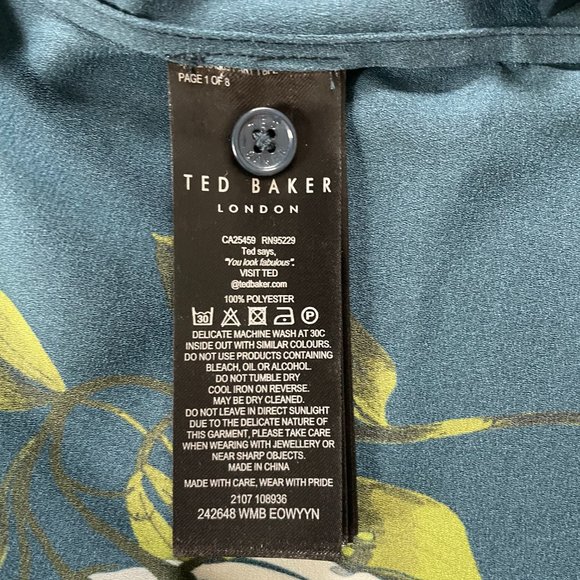 PAGE 1 OF 8
TED BAKER
LONDON
CA25459 RN95229
Ted says,
"You look fabulous".
VISIT TED
@tedbaker.com
100% POLYESTER
30 P
DELICATE MACHINE WASH AT 30C
INSIDE OUT WITH SIMILAR COLOURS.
DO NOT USE PRODUCTS CONTAINING
BLEACH, OIL OR ALCOHOL.
DO NOT TUMBLE DRY
COOL IRON ON REVERSE.
MAY BE DRY CLEANED.
DO NOT LEAVE IN DIRECT SUNLIGHT
DUE TO THE DELICATE NATURE OF
THIS GARMENT, PLEASE TAKE CARE
WHEN WEARING WITH JEWELLERY OR
NEAR SHARP OBJECTS.
MADE IN CHINA
MADE WITH CARE, WEAR WITH PRIDE
2107 108936
242648 WMB EOWYYN